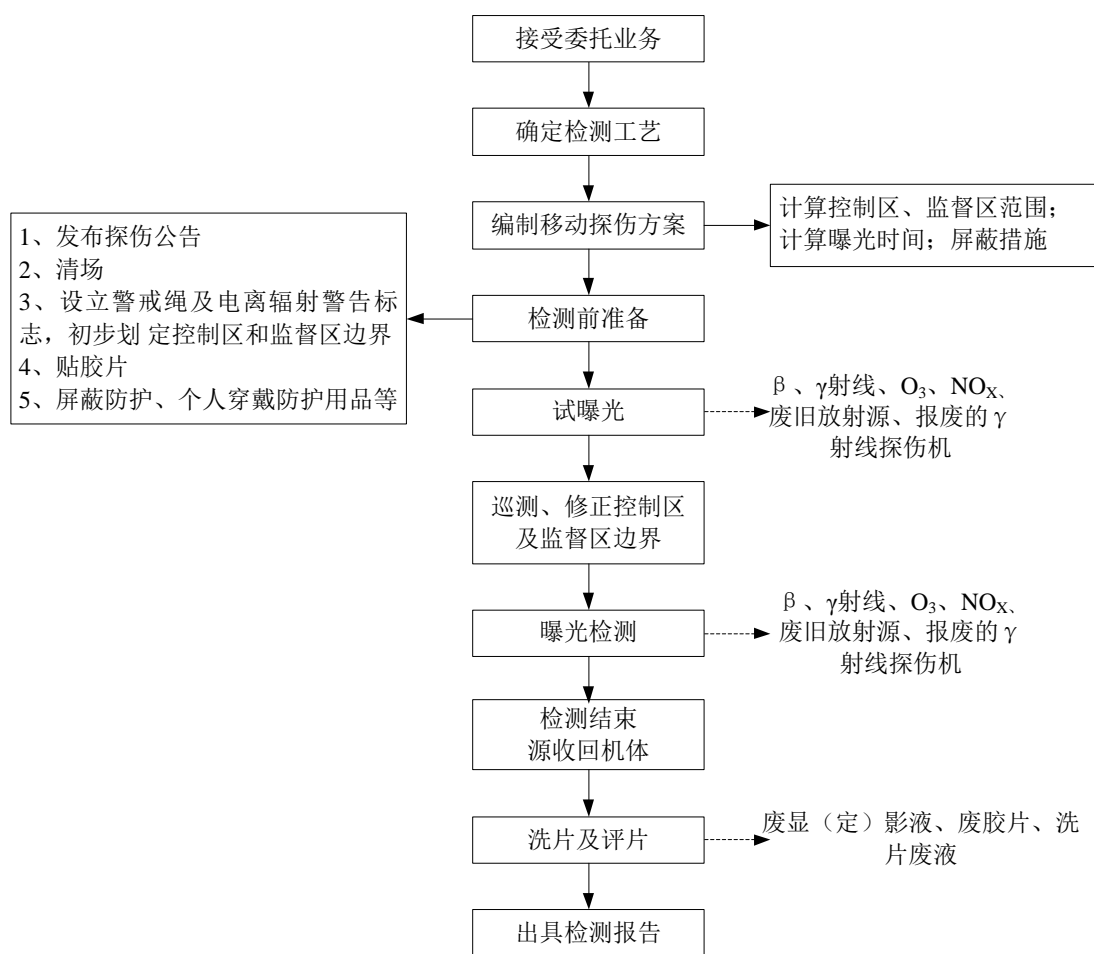 接受委托业务
确定检测工艺
编制移动探伤方案
计算控制区、监督区范围；
计算曝光时间；屏蔽措施
1、发布探伤公告
2、清场
3、设立警戒绳及电离辐射警告标
志，初步划 定控制区和监督区边界
4、贴胶片
5、屏蔽防护、个人穿戴防护用品等
检测前准备
试曝光
β、γ射线、O₃、NOX、
废旧放射源、报废的 γ
射线探伤机
巡测、修正控制区
及监督区边界
曝光检测
β、γ射线、O₃、NOX、
废旧放射源、报废的 γ
射线探伤机
检测结束
源收回机体
洗片及评片
废显（定）影液、废胶片、洗
片废液
出具检测报告